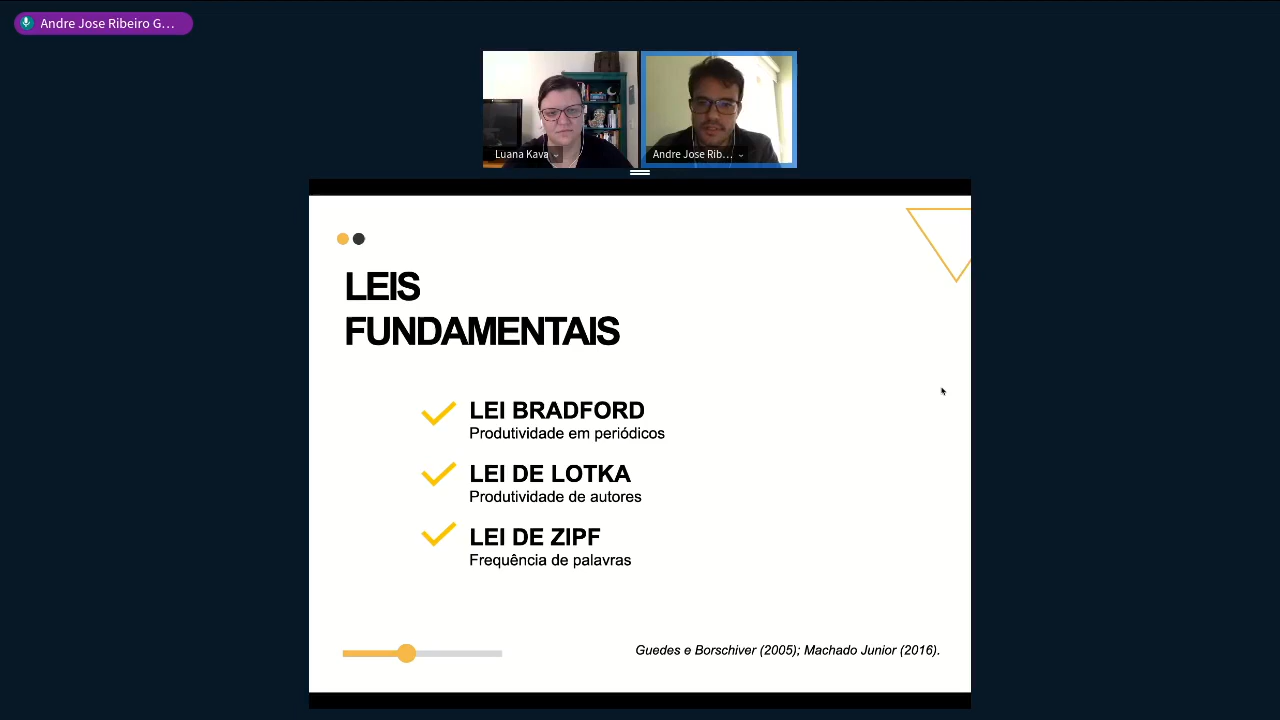 Andre Jose Ribeiro G...
Luana Kava
Andre Jose Rib...
LEIS
FUNDAMENTAIS
LEI BRADFORD
Produtividade em periódicos
LEI DE LOTKA
Produtividade de autores
LEI DE ZIPF
Frequência de palavras
Guedes e Borschiver (2005); Machado Junior (2016).